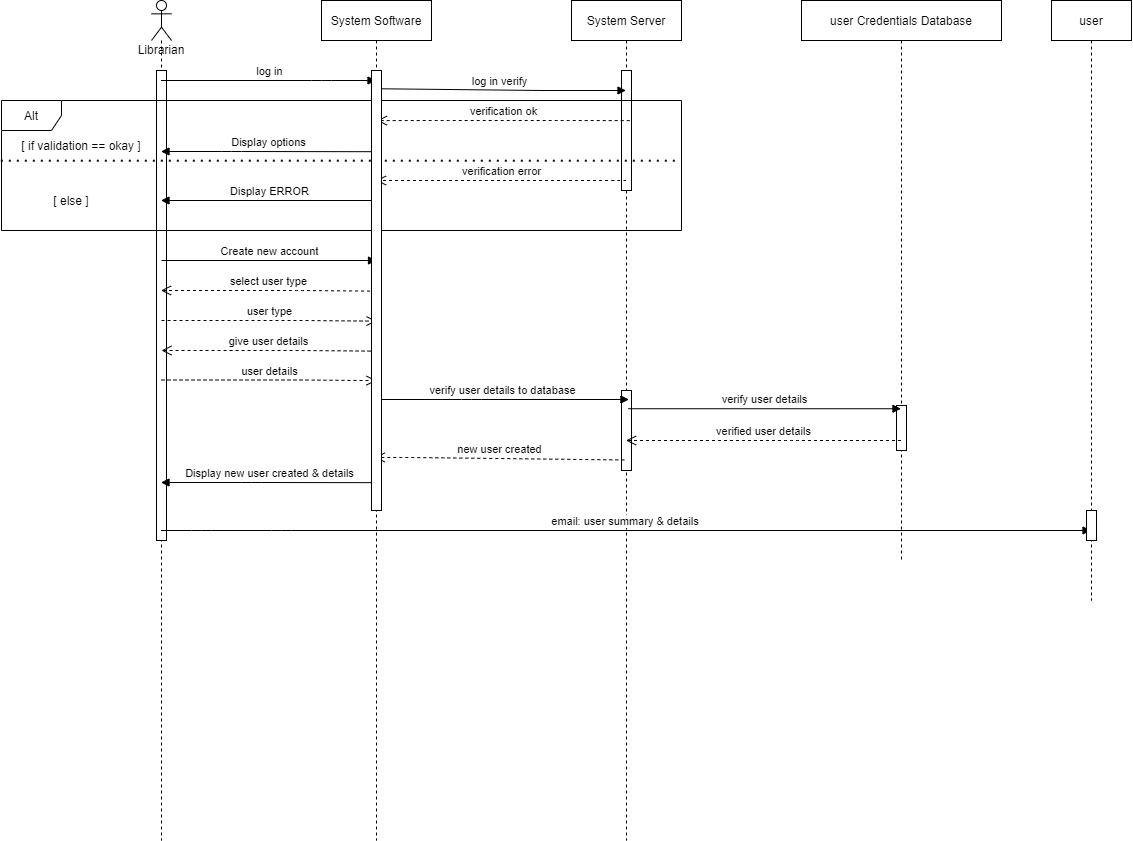 System Software
System Server
user Credentials Database
user
Librarian
log in
log in verify
Alt
verification ok
[ if validation == okay ]
Display options
verification error
Display ERROR
[ else ]
Create new account
select user type
user type
give user details
user details
verify user details to database
verify user details
verified user details
new user created
Display new user created & details
email: user summary & details